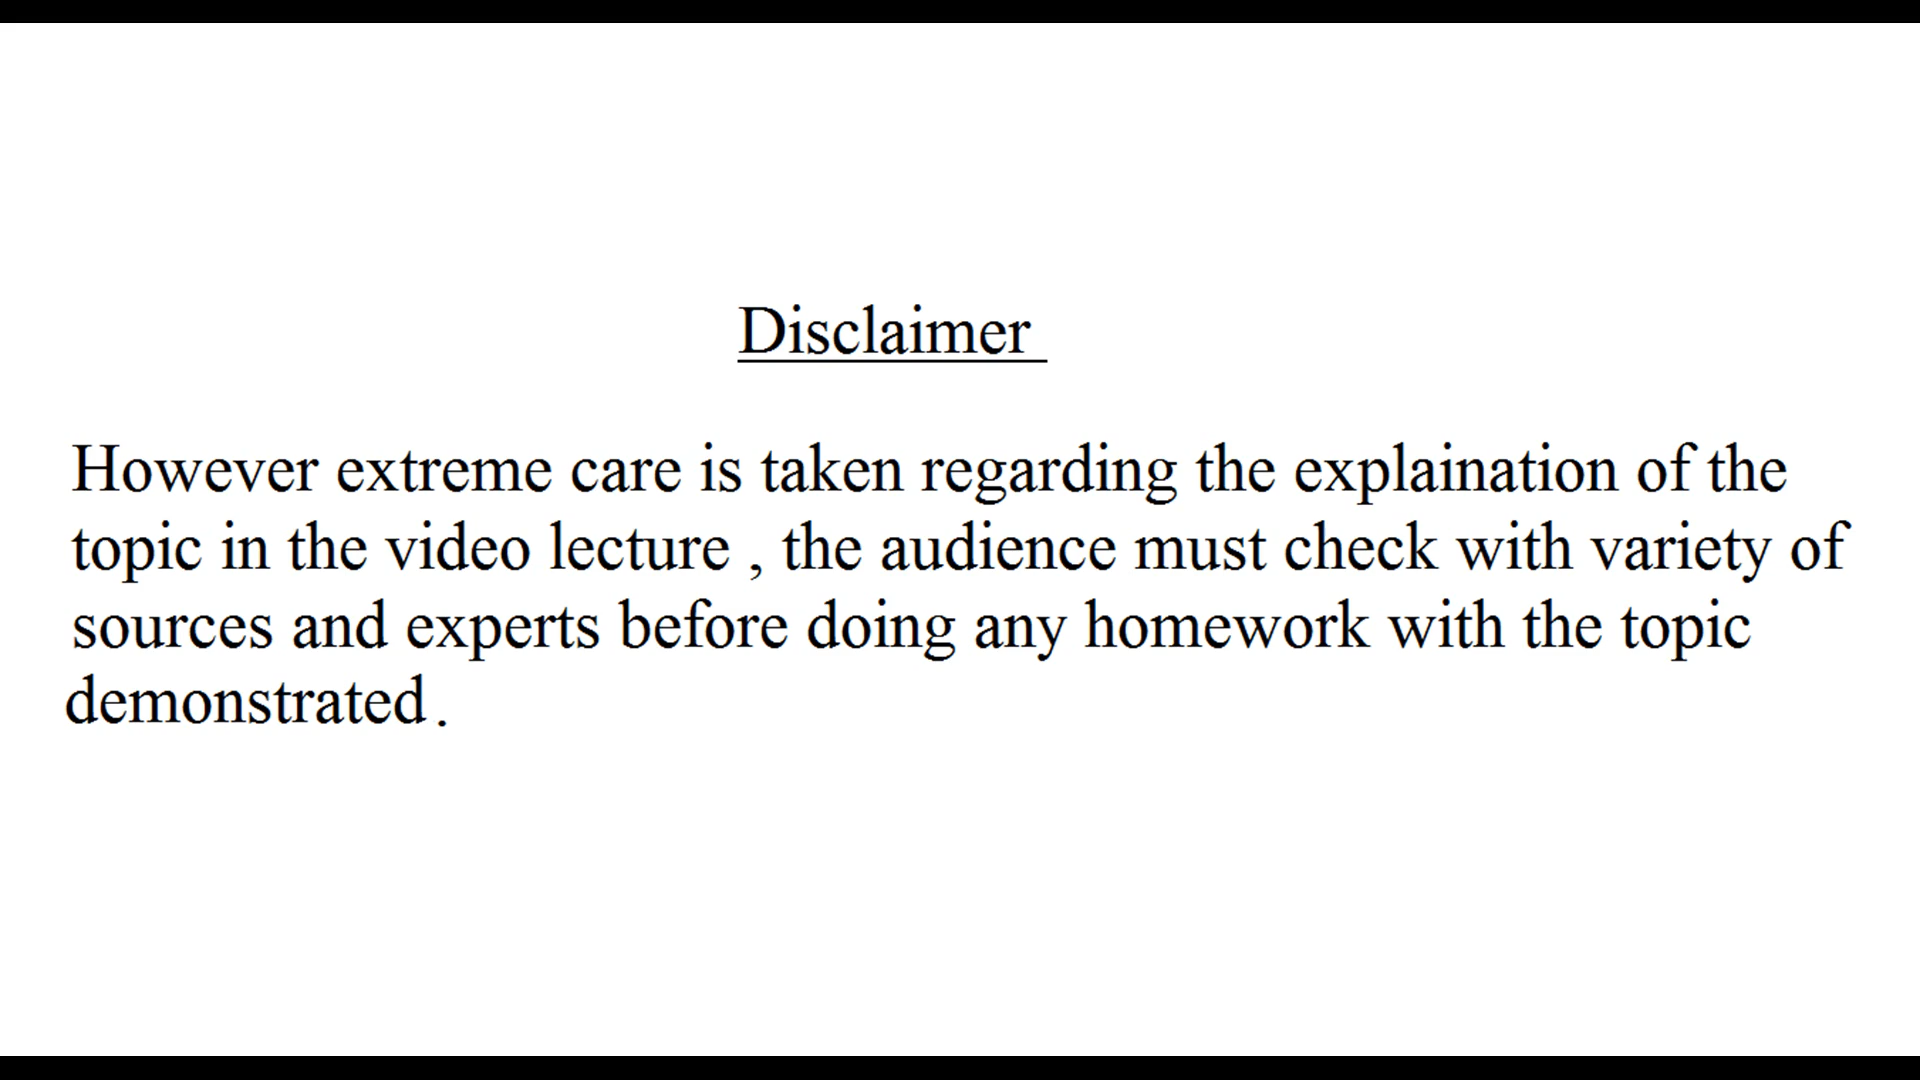 Disclaimer
However extreme care is taken regarding the explaination of the
topic in the video lecture , the audience must check with variety of
sources and experts before doing any homework with the topic
demonstrated .